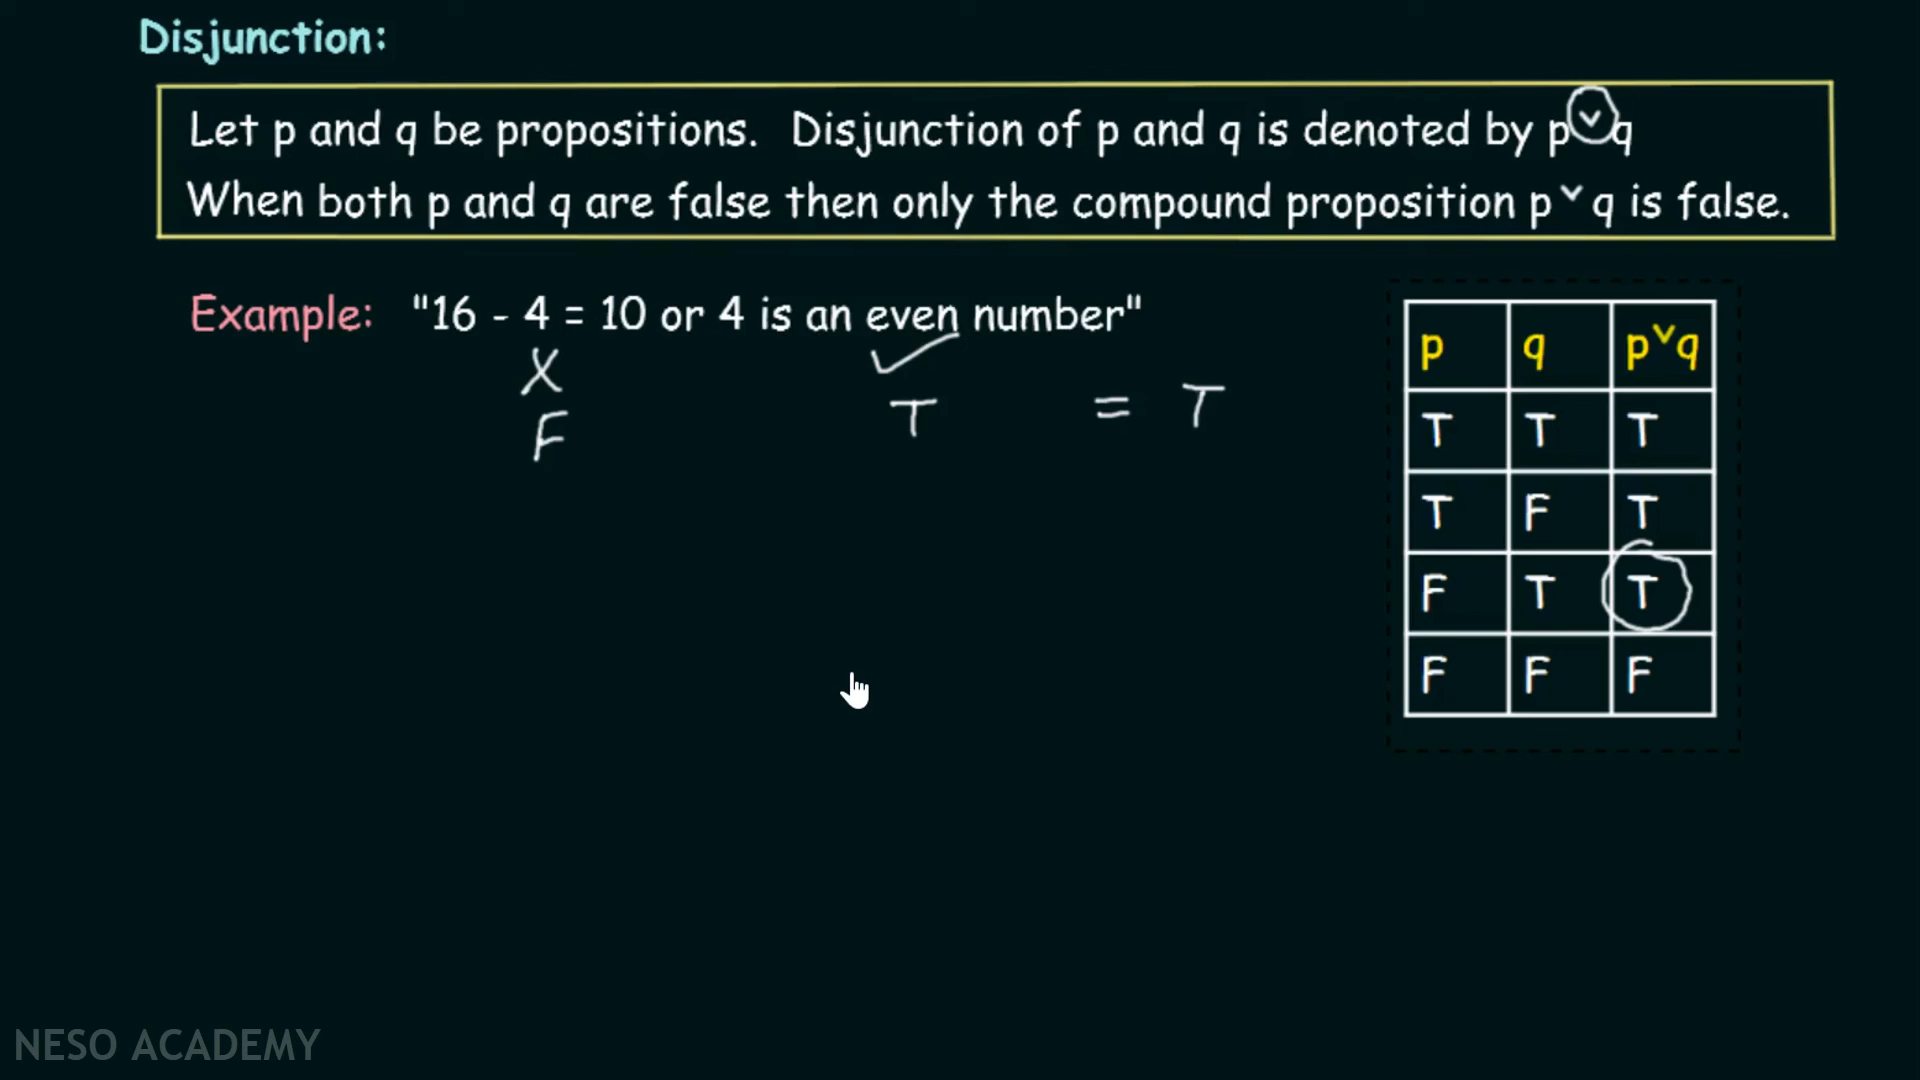 Disjunction:
Let p and q be propositions. Disjunction of p and q is denoted by p ˅ q
When both p and q are false then only the compound proposition p ˅ q is false.
Example: "16 - 4 = 10 or 4 is an even number"
X ✓
F T = T
p q p˅q
T T T
T F T
F T T
F F F
NESO ACADEMY